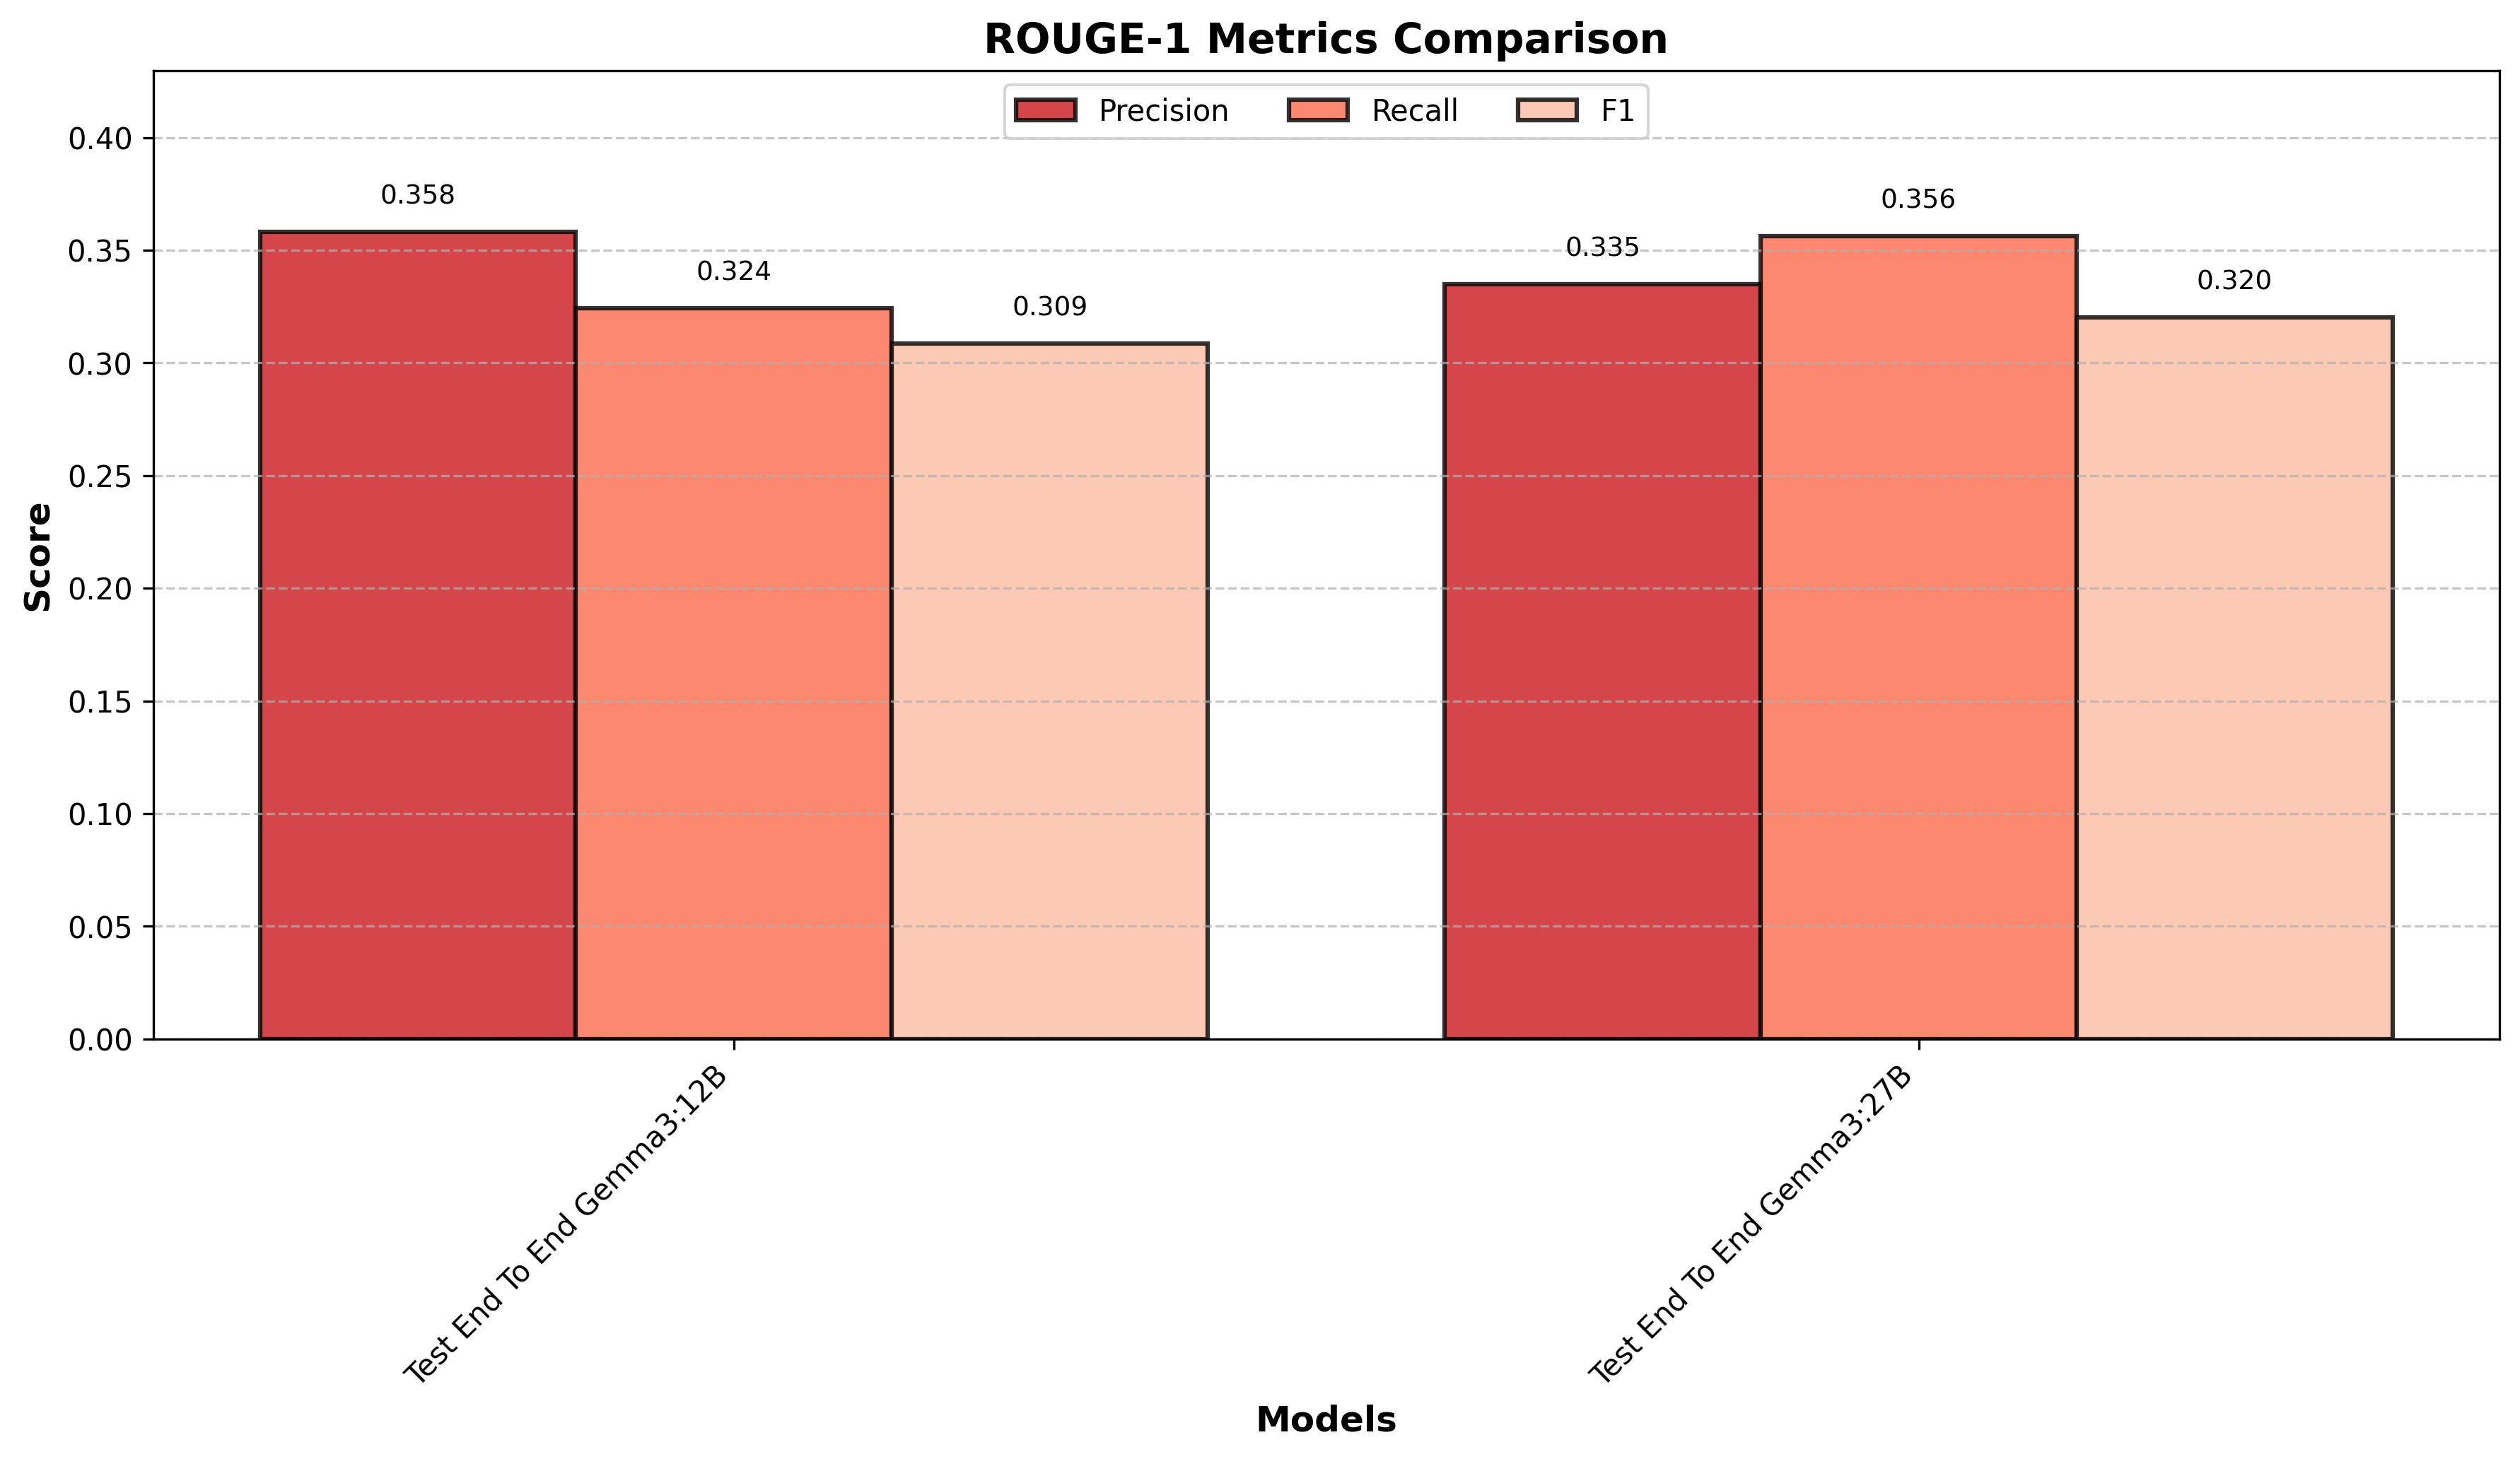 ROUGE-1 Metrics Comparison
Precision Recall F1
0.40
0.35
0.30
0.25
0.20
0.15
0.10
0.05
0.00
Score
0.358
0.324
0.309
0.335
0.356
0.320
Test End To End Gemma3:12B
Test End To End Gemma3:27B
Models